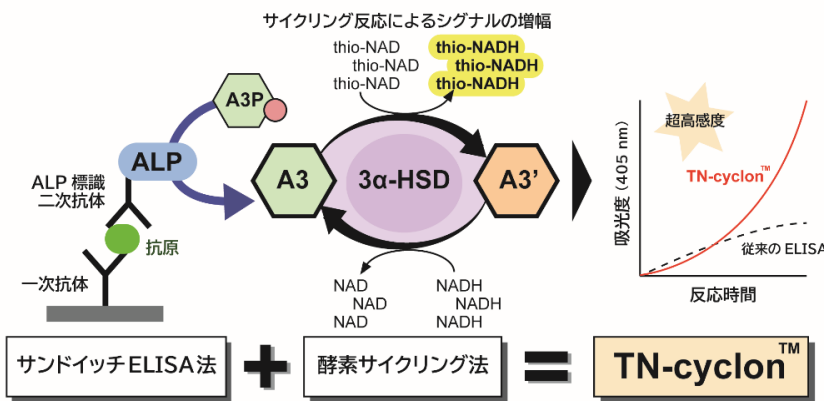 サイクリング反応によるシグナルの増幅
thio-NAD
thio-NAD
thio-NAD
thio-NADH
thio-NADH
thio-NADH
A3P
ALP
ALP 標識
二次抗体
抗原
一次抗体
A3
3α-HSD
A3’
NAD
NAD
NAD
NADH
NADH
NADH
吸光度 (405 nm)
超高感度
TN-cyclon™
従来の ELISA
反応時間
サンドイッチELISA法
+
酵素サイクリング法
=
TN-cyclon™